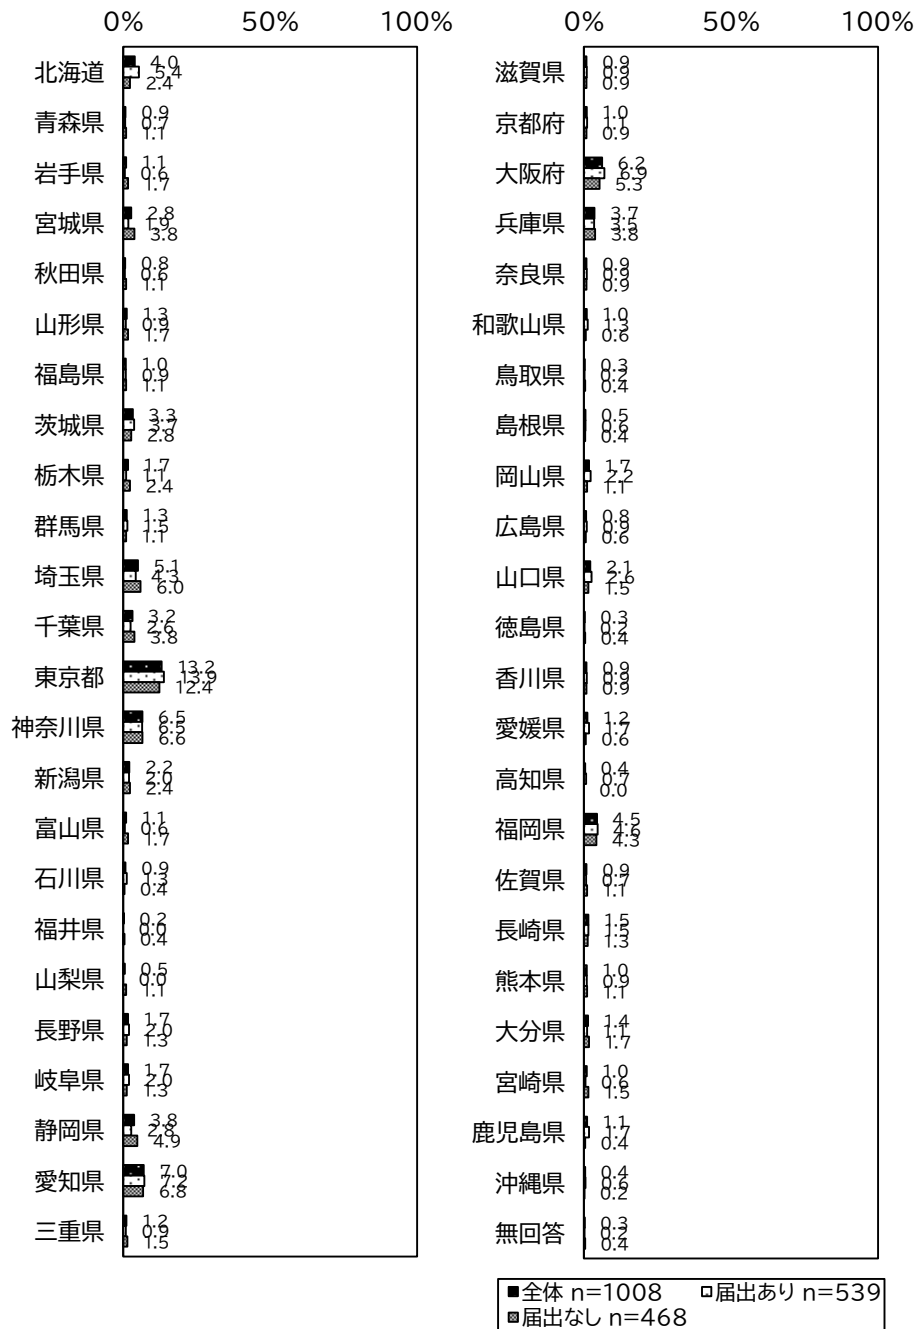 0% 50% 100%
北海道 4.0 5.4 2.4
青森県 0.9 0.7 1.1
岩手県 1.1 0.6 1.7
宮城県 2.8 1.9 3.8
秋田県 0.8 0.6 1.1
山形県 1.3 0.9 1.7
福島県 1.0 0.9 1.1
茨城県 3.3 3.7 2.8
栃木県 1.7 1.1 2.4
群馬県 1.3 1.5 1.1
埼玉県 5.1 4.3 6.0
千葉県 3.2 2.6 3.8
東京都 13.2 13.9 12.4
神奈川県 6.5 6.5 6.6
新潟県 2.2 2.0 2.4
富山県 1.1 0.6 1.7
石川県 0.9 1.3 0.4
福井県 0.2 0.0 0.4
山梨県 0.5 0.0 1.1
長野県 1.7 2.0 1.3
岐阜県 1.7 2.0 1.3
静岡県 3.8 2.8 4.9
愛知県 7.0 7.2 6.8
三重県 1.2 0.9 1.5
0% 50% 100%
滋賀県 0.9 0.9 0.9
京都府 1.0 1.1 0.9
大阪府 6.2 6.9 5.3
兵庫県 3.7 3.5 3.8
奈良県 0.9 0.9 0.9
和歌山県 1.0 1.3 0.6
鳥取県 0.3 0.2 0.4
島根県 0.5 0.6 0.4
岡山県 1.7 2.2 1.1
広島県 0.8 0.9 0.6
山口県 2.1 2.6 1.5
徳島県 0.3 0.2 0.4
香川県 0.9 0.9 0.9
愛媛県 1.2 1.7 0.6
高知県 0.4 0.7 0.0
福岡県 4.5 4.6 4.3
佐賀県 0.9 0.7 1.1
長崎県 1.5 1.5 1.3
熊本県 1.0 0.9 1.1
大分県 1.4 1.1 1.7
宮崎県 1.0 0.6 1.5
鹿児島県 1.1 1.7 0.4
沖縄県 0.4 0.6 0.2
無回答 0.3 0.2 0.4
全体 n=1008 届出あり n=539
届出なし n=468